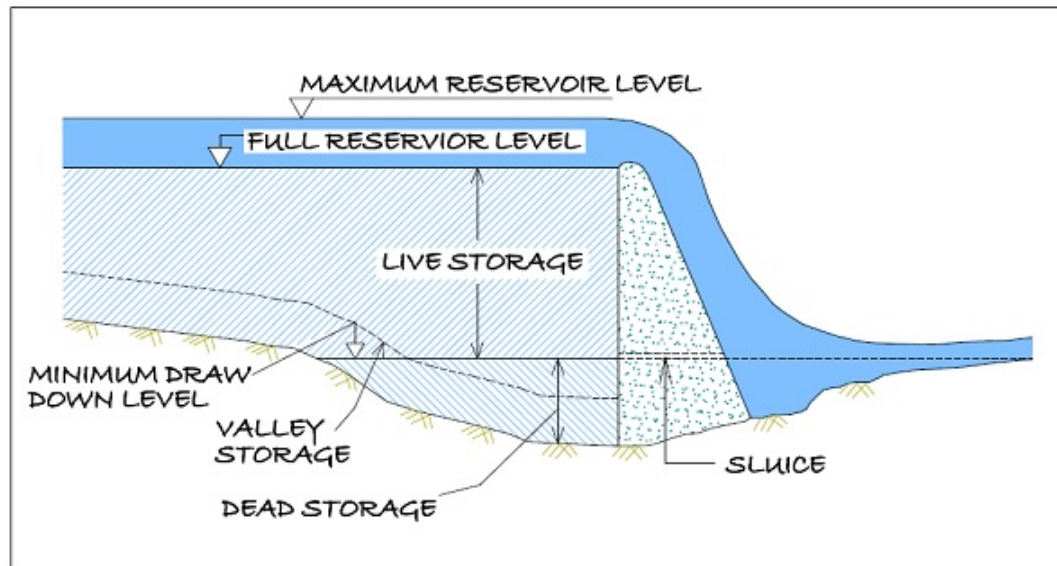 MAXIMUM RESERVOIR LEVEL
FULL RESERVIOR LEVEL
LIVE STORAGE
MINIMUM DRAW
DOWN LEVEL
VALLEY
STORAGE
SLUICE
DEAD STORAGE